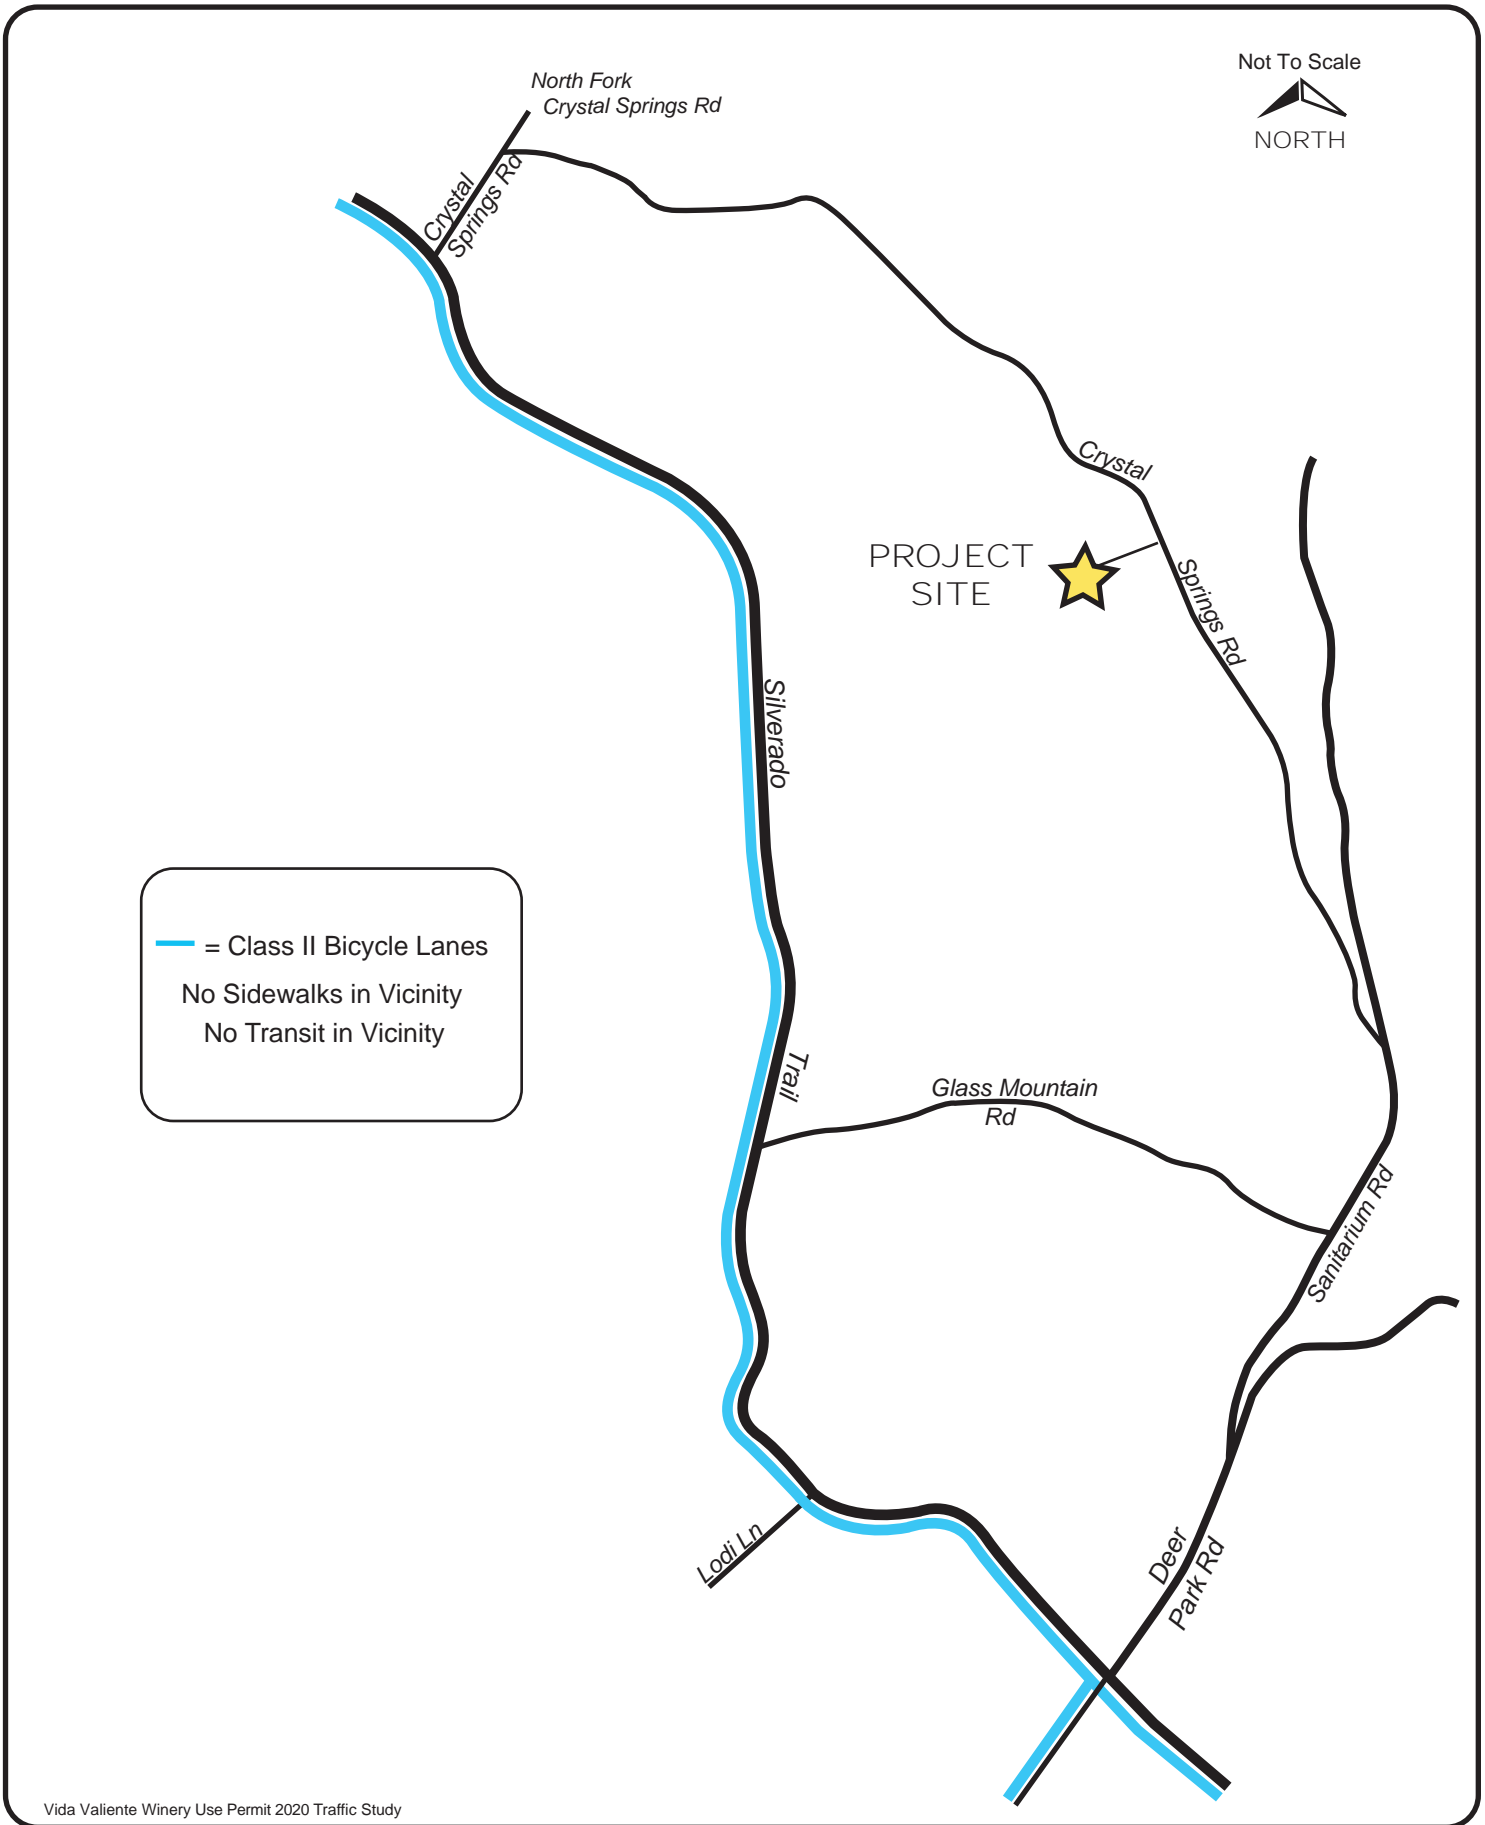 Not To Scale
NORTH
North Fork
Crystal Springs Rd
Crystal
Springs Rd
Crystal
Springs Rd
PROJECT
SITE
Silverado
Trail
= Class II Bicycle Lanes
No Sidewalks in Vicinity
No Transit in Vicinity
Glass Mountain
Rd
Sanitarium Rd
Lodi Ln
Deer
Park Rd
Vida Valiente Winery Use Permit 2020 Traffic Study